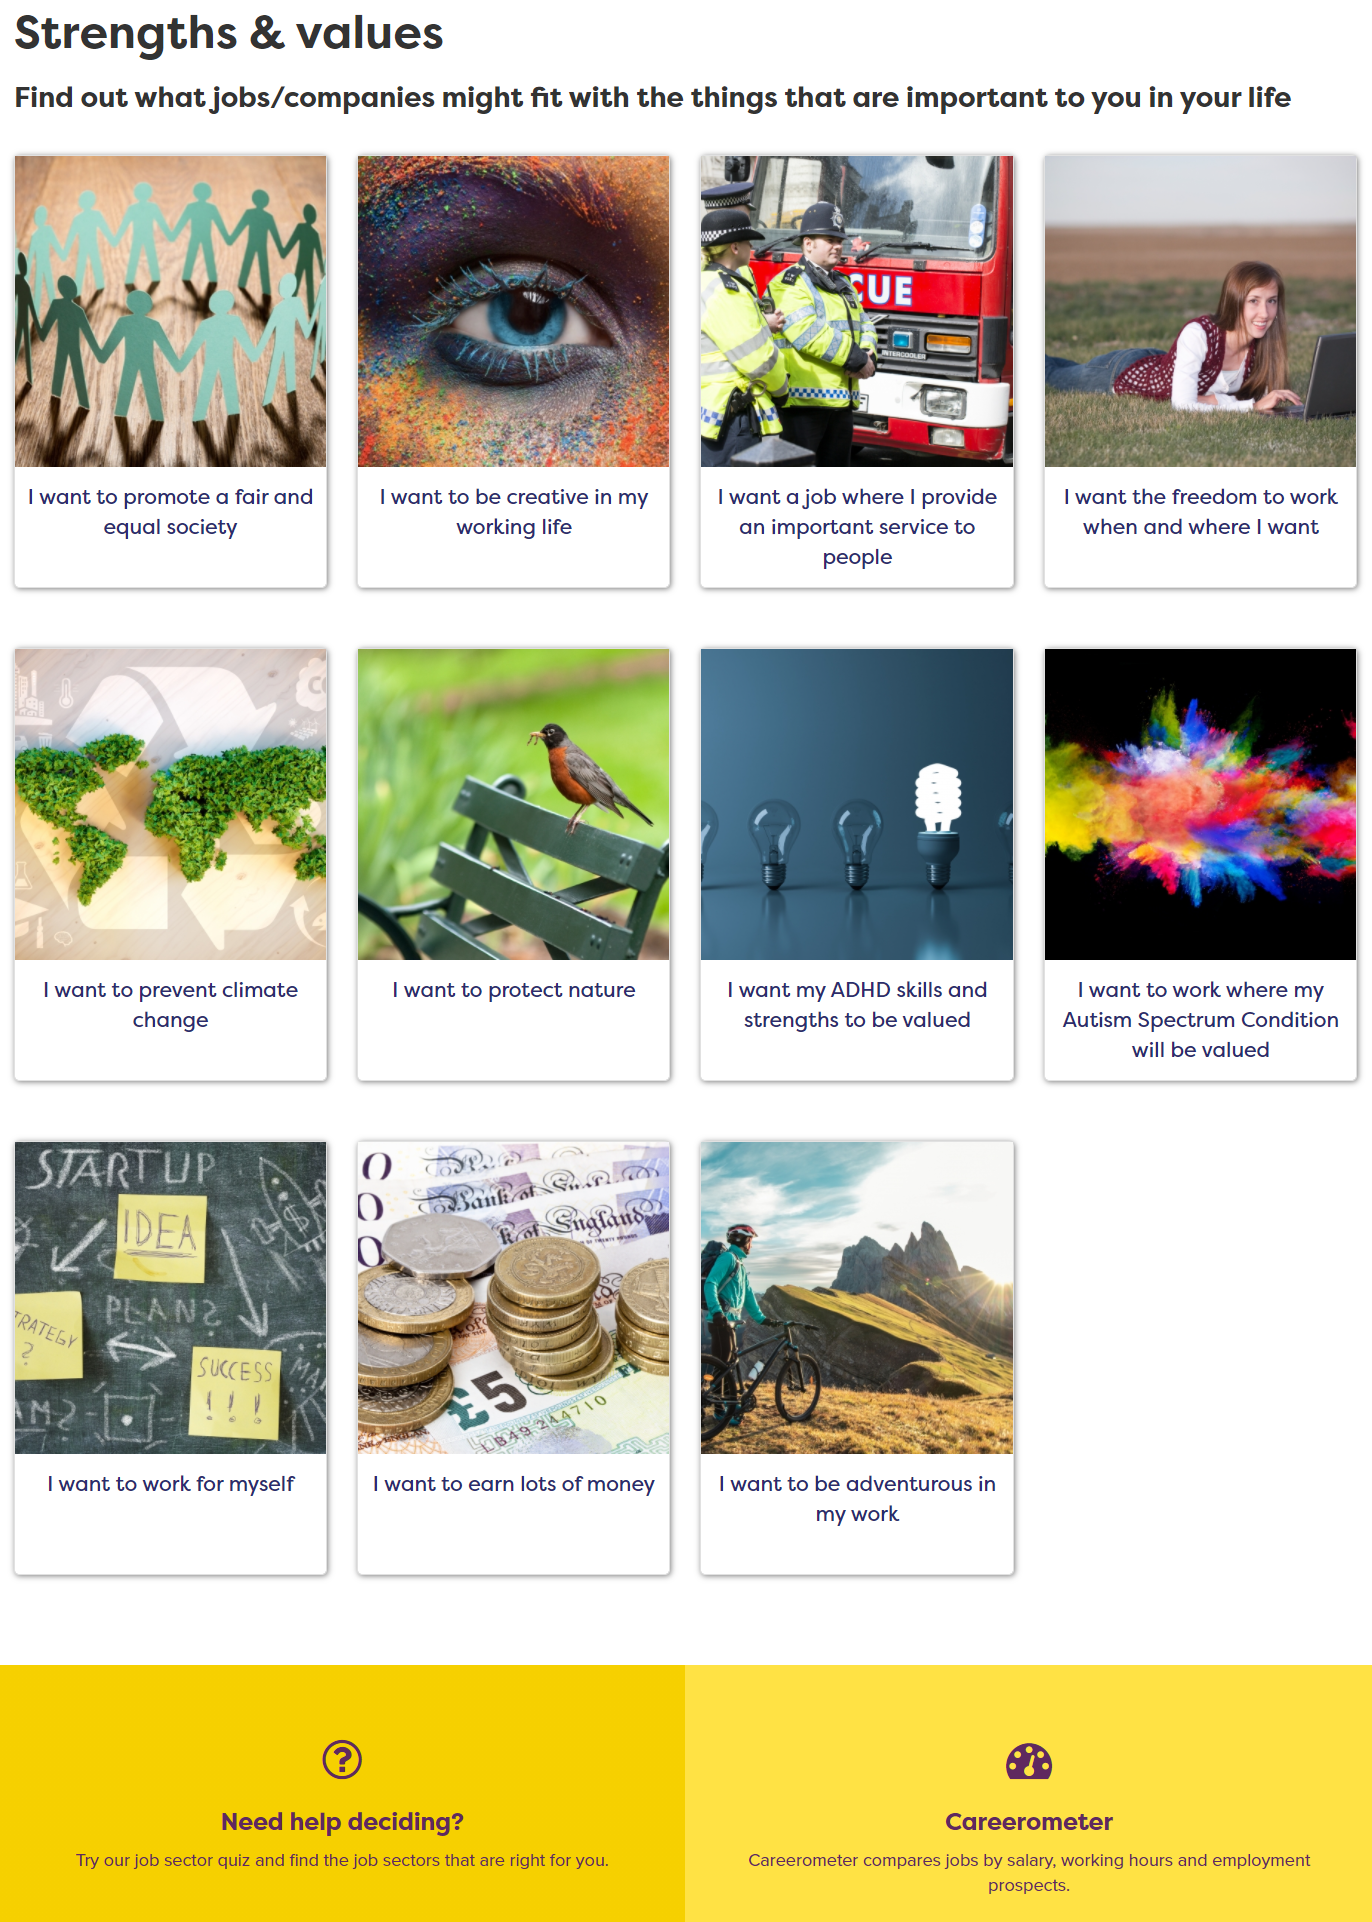 Strengths & values
Find out what jobs/companies might fit with the things that are important to you in your life
CUE
INTERCOOLER
I want to promote a fair and
equal society
I want to be creative in my
working life
I want a job where I provide
an important service to
people
I want the freedom to work
when and where I want
I want to prevent climate
change
I want to protect nature
I want my ADHD skills and
strengths to be valued
I want to work where my
Autism Spectrum Condition
will be valued
STARTUP
IDEA
PLANS
RATEGY
?
SUCCESS
! ! !
Bank of England
k of England
£5
LB49 244710
I want to work for myself
I want to earn lots of money
I want to be adventurous in
my work
Need help deciding?
Try our job sector quiz and find the job sectors that are right for you.
Careerometer
Careerometer compares jobs by salary, working hours and employment
prospects.